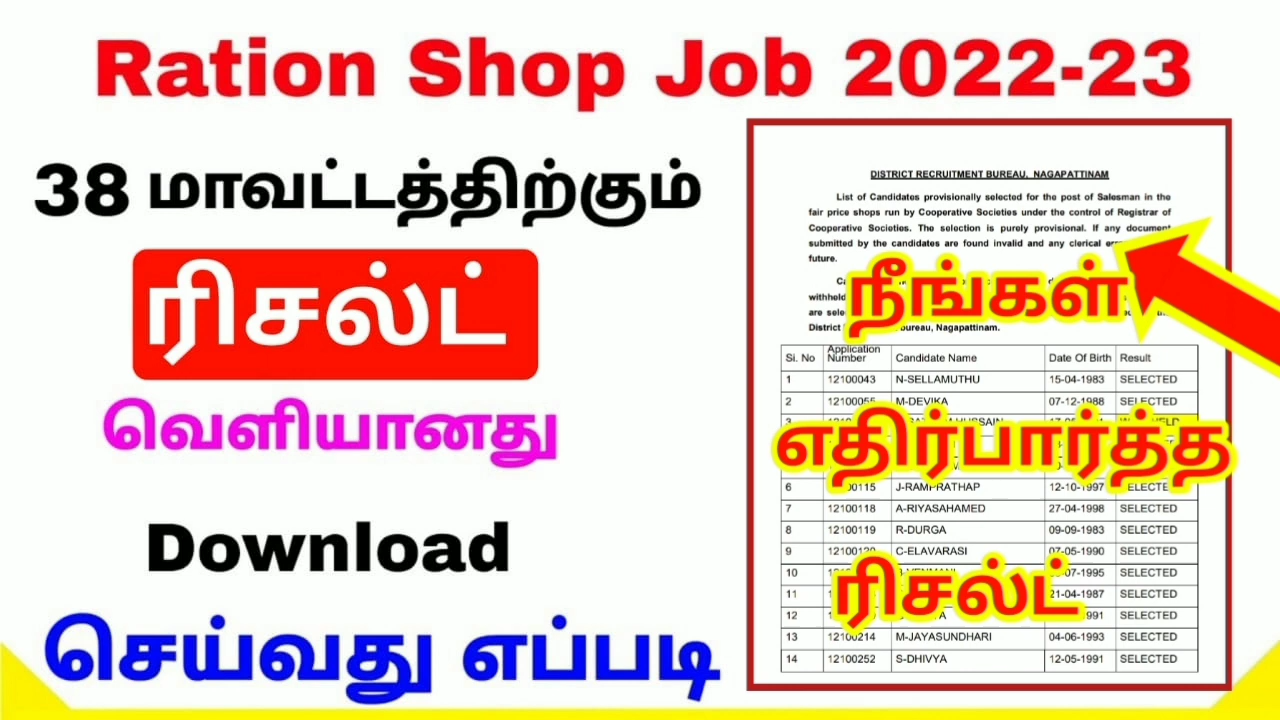 Ration Shop Job 2022-23
38 மாவட்டத்திற்கும்
ரிசல்ட்
வெளியானது
Download
செய்வது எப்படி
DISTRICT RECRUITMENT BUREAU, NAGAPATTINAM
List of Candidates provisionally selected for the post of Salesman in the
fair price shops run by Cooperative Societies under the control of Registrar of
Cooperative Societies. The selection is purely provisional. If any document
submitted by the candidates are found invalid and any clerical
future.
நீங்கள்
District bureau, Nagapattinam.
Si. No Application Number Candidate Name Date Of Birth Result
1 12100043 N-SELLAMUTHU 15-04-1983 SELECTED
2 M-DEVIKA 07-12-1988 SELECTED
எதிர்பார்த்த
6 J-RAMPRATHAP 12-10-1997
7 12100118 A-RIYASAHAMED 27-04-1998 SELECTED
8 12100119 R-DURGA 09-09-1983 SELECTED
9 C-ELAVARASI 07-05-1990 SELECTED
10 SELECTED
ரிசல்ட்
11 21-04-1987 SELECTED
12 SELECTED
13 12100214 M-JAYASUNDHARI 04-06-1993 SELECTED
14 12100252 S-DHIVYA 12-05-1991 SELECTED